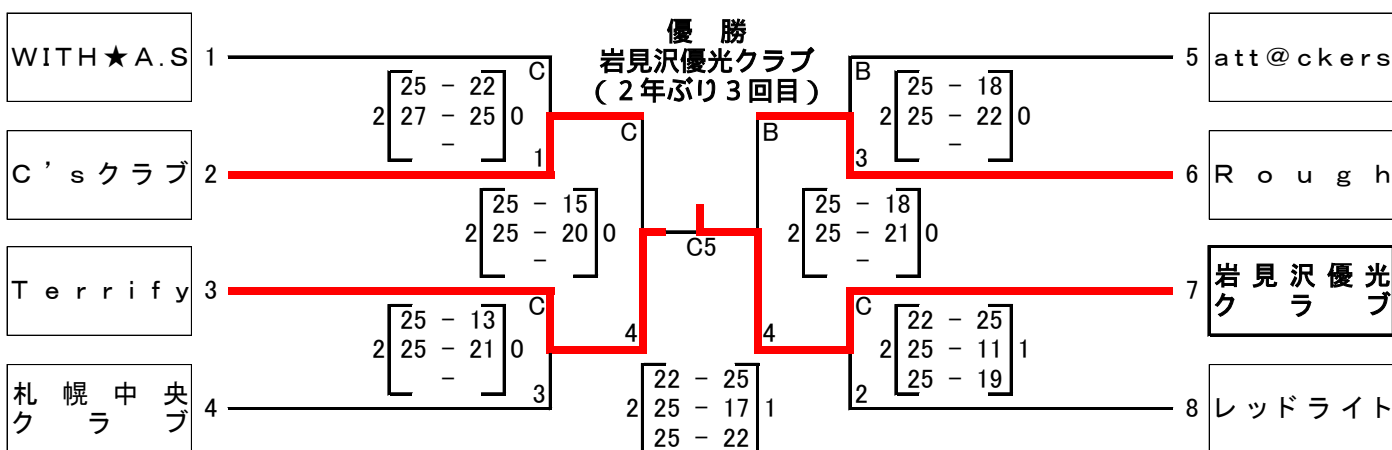 優 勝
岩見沢優光クラブ
(2年ぶり3回目)
WITH★A.S 1
C
25 - 22
2 27 - 25 0
-
1
C'sクラブ 2
C
25 - 15
2 25 - 20 0
-
4
Terrify 3
C
25 - 13
2 25 - 21 0
-
3
札幌中央
クラブ 4
C5
22 - 25
2 25 - 17 1
25 - 22
5 att@ckers
B
25 - 18
2 25 - 22 0
-
3
6 Rough
B
25 - 18
2 25 - 21 0
-
4
7 岩見沢優光
クラブ
C
22 - 25
2 25 - 11 1
25 - 19
2
8 レッドライト